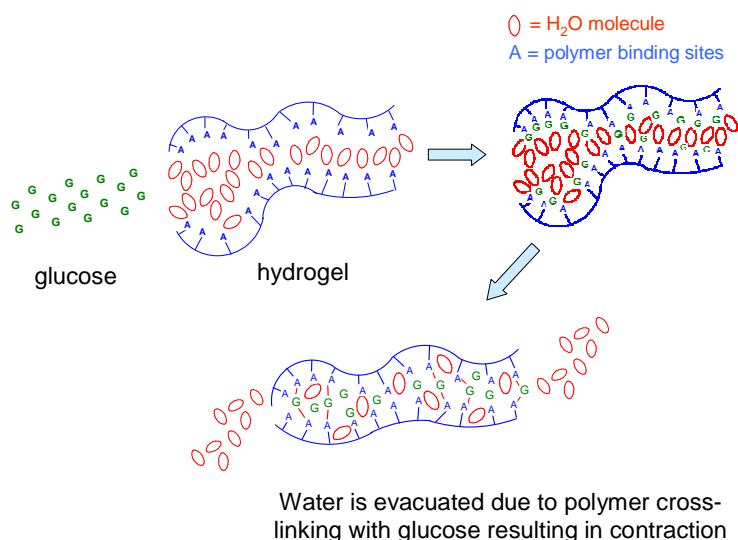 = H₂O molecule
A = polymer binding sites
glucose
hydrogel
Water is evacuated due to polymer cross-
linking with glucose resulting in contraction